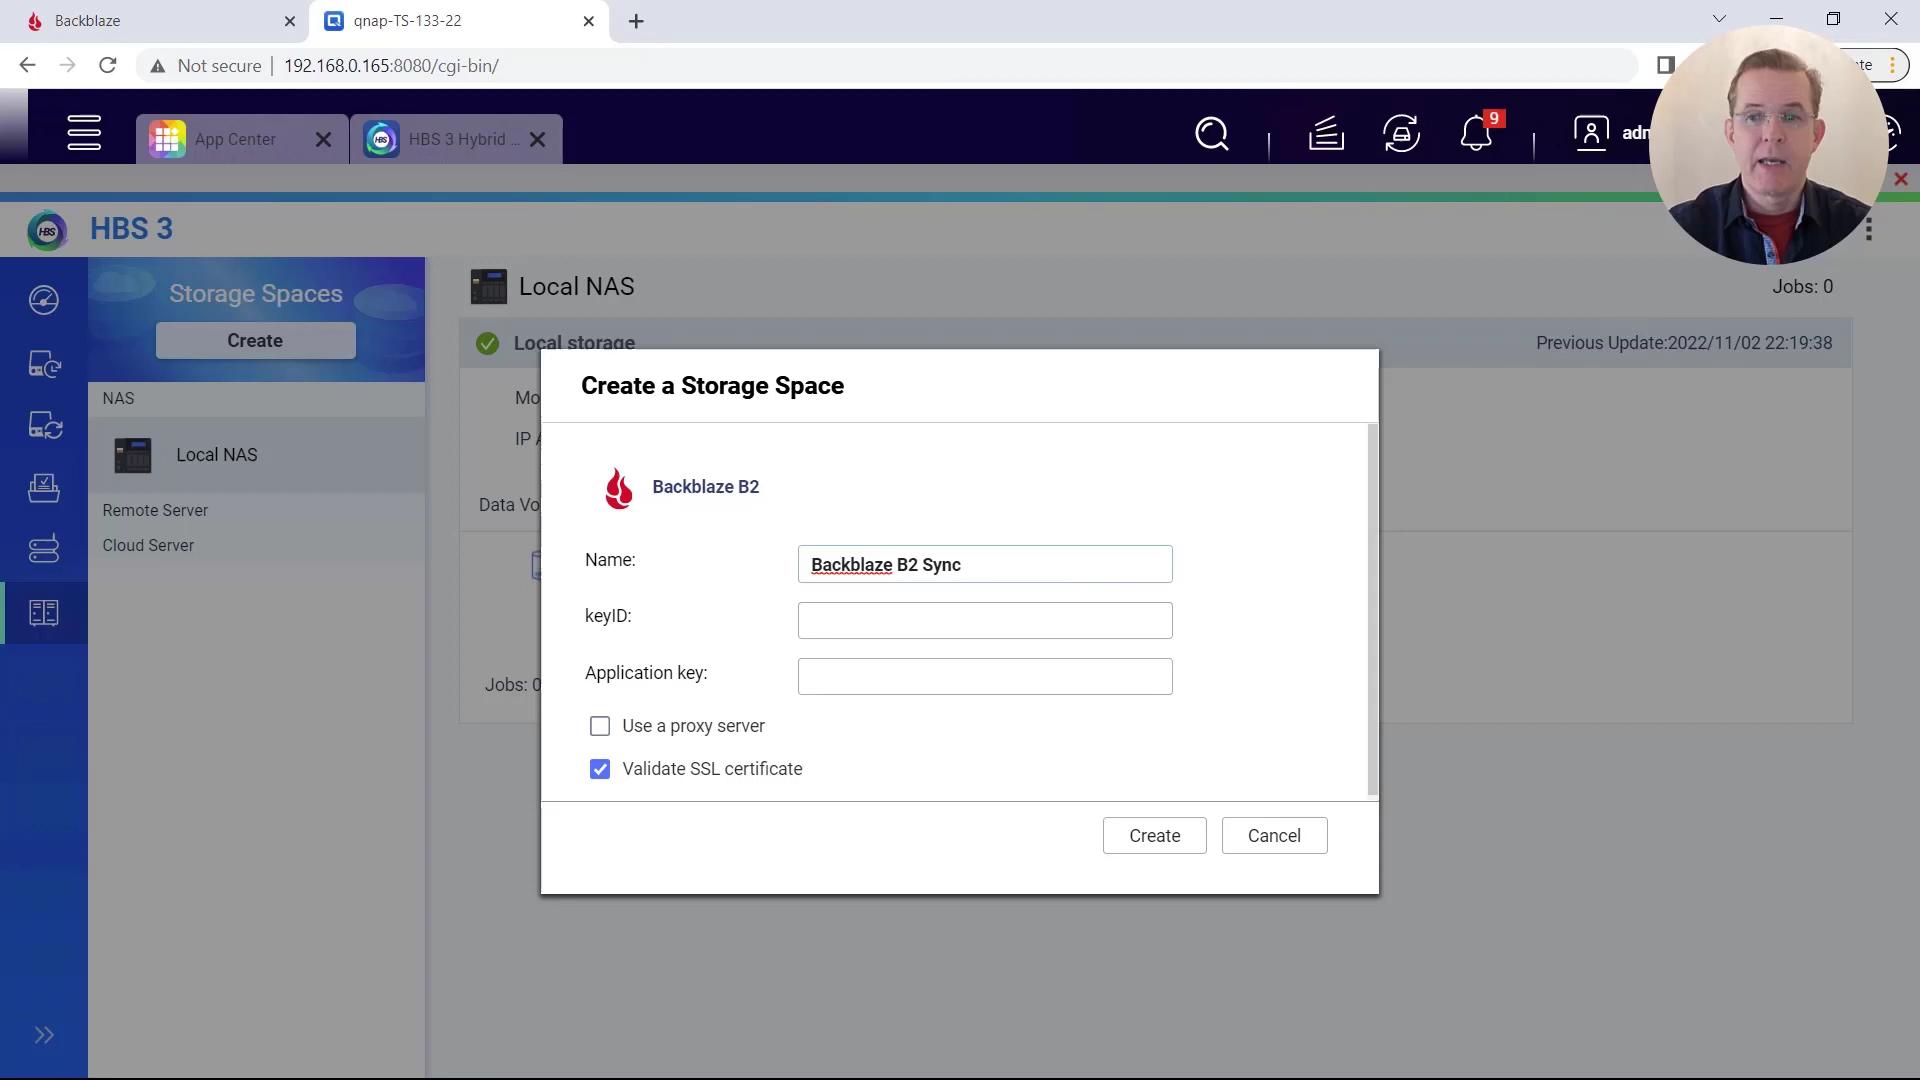 Backblaze
qnap-TS-133-22
Not secure
192.168.0.165:8080/cgi-bin/
App Center
HBS 3 Hybrid ...
9
HBS
HBS 3
Storage Spaces
Create
NAS
Local NAS
Remote Server
Cloud Server
Local NAS
Jobs: 0
Local storage
Previous Update:2022/11/02 22:19:38
IP
Create a Storage Space
Backblaze B2
Name:
Backblaze B2 Sync
keyID:
Application key:
Use a proxy server
Validate SSL certificate
Create
Cancel
Jobs: